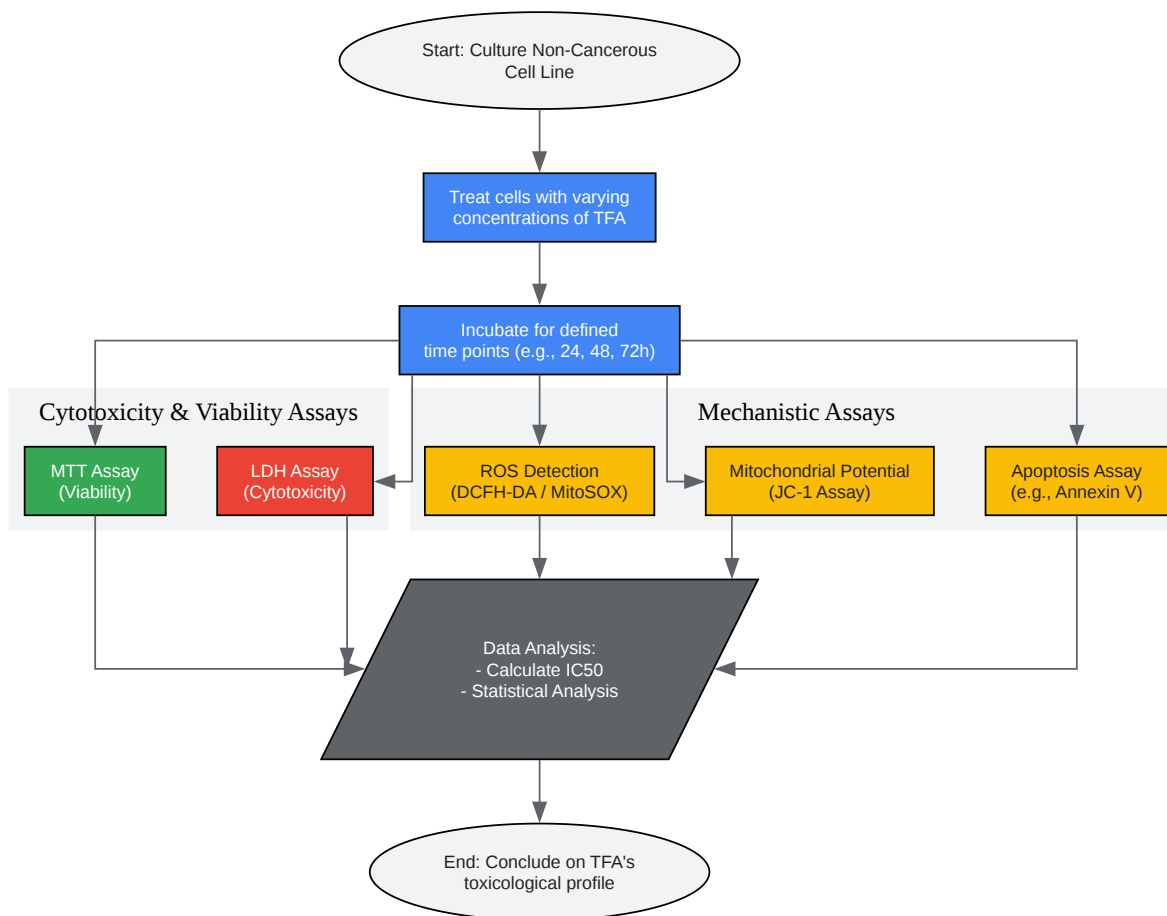 Start: Culture Non-Cancerous
Cell Line
Treat cells with varying
concentrations of TFA
Incubate for defined
time points (e.g., 24, 48, 72h)
Cytotoxicity & Viability Assays
Mechanistic Assays
MTT Assay
(Viability)
LDH Assay
(Cytotoxicity)
ROS Detection
(DCFH-DA / MitoSOX)
Mitochondrial Potential
(JC-1 Assay)
Apoptosis Assay
(e.g., Annexin V)
Data Analysis:
- Calculate IC50
- Statistical Analysis
End: Conclude on TFA's
toxicological profile